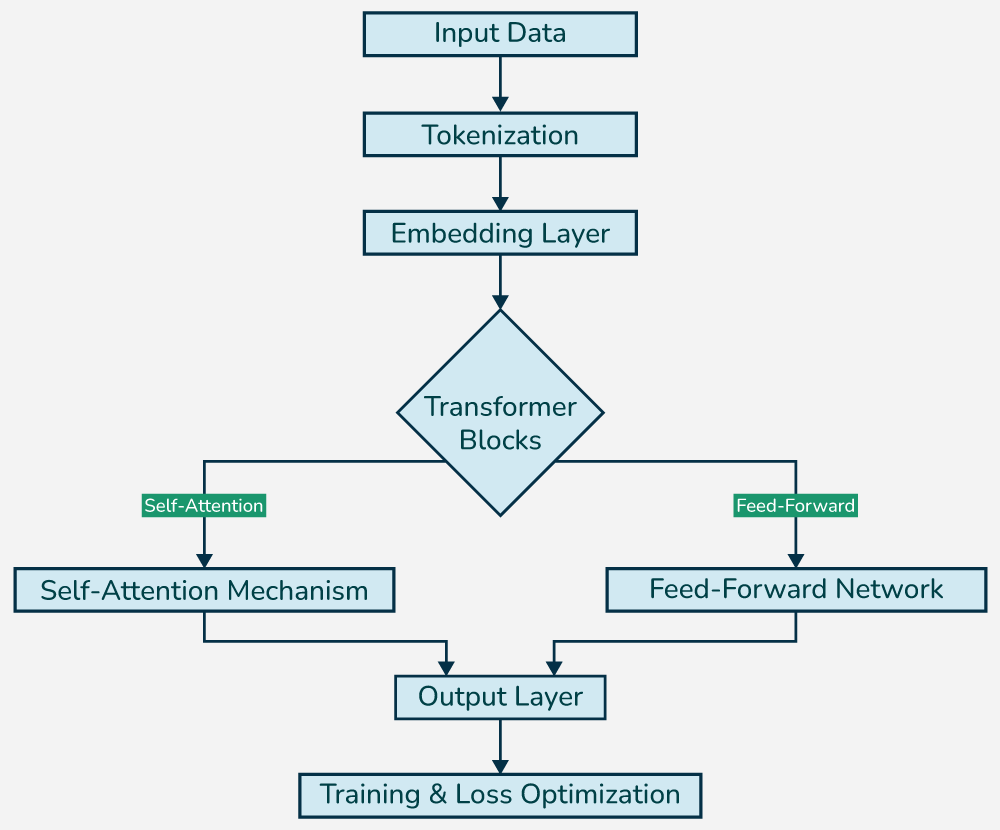 Input Data
Tokenization
Embedding Layer
Transformer
Blocks
Self-Attention
Feed-Forward
Self-Attention Mechanism
Feed-Forward Network
Output Layer
Training & Loss Optimization